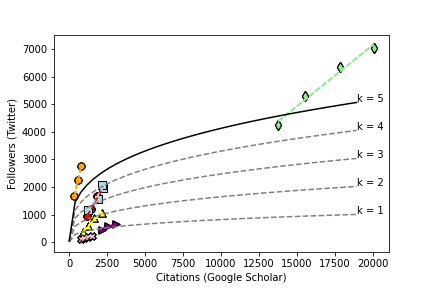 7000
6000
5000
4000
3000
2000
1000
0
Followers (Twitter)
k = 5
k = 4
k = 3
k = 2
k = 1
0 2500 5000 7500 10000 12500 15000 17500 20000
Citations (Google Scholar)